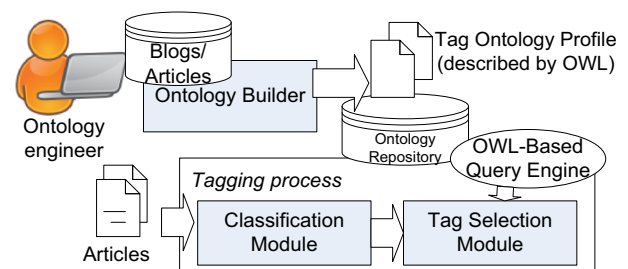 Blogs/
Articles
Ontology Builder
Tag Ontology Profile
(described by OWL)
Ontology
engineer
Ontology
Repository
OWL-Based
Query Engine
Tagging process
Articles
Classification
Module
Tag Selection
Module